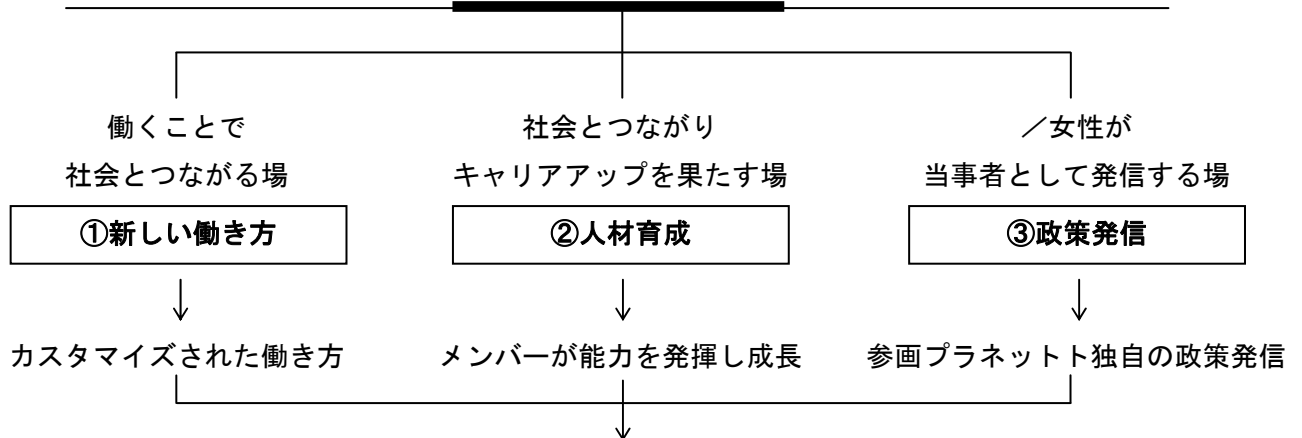 働くことで
社会とつながる場
①新しい働き方
カスタマイズされた働き方
社会とつながり
キャリアアップを果たす場
②人材育成
メンバーが能力を発揮し成長
／女性が
当事者として発信する場
③政策発信
参画プラネットト独自の政策発信